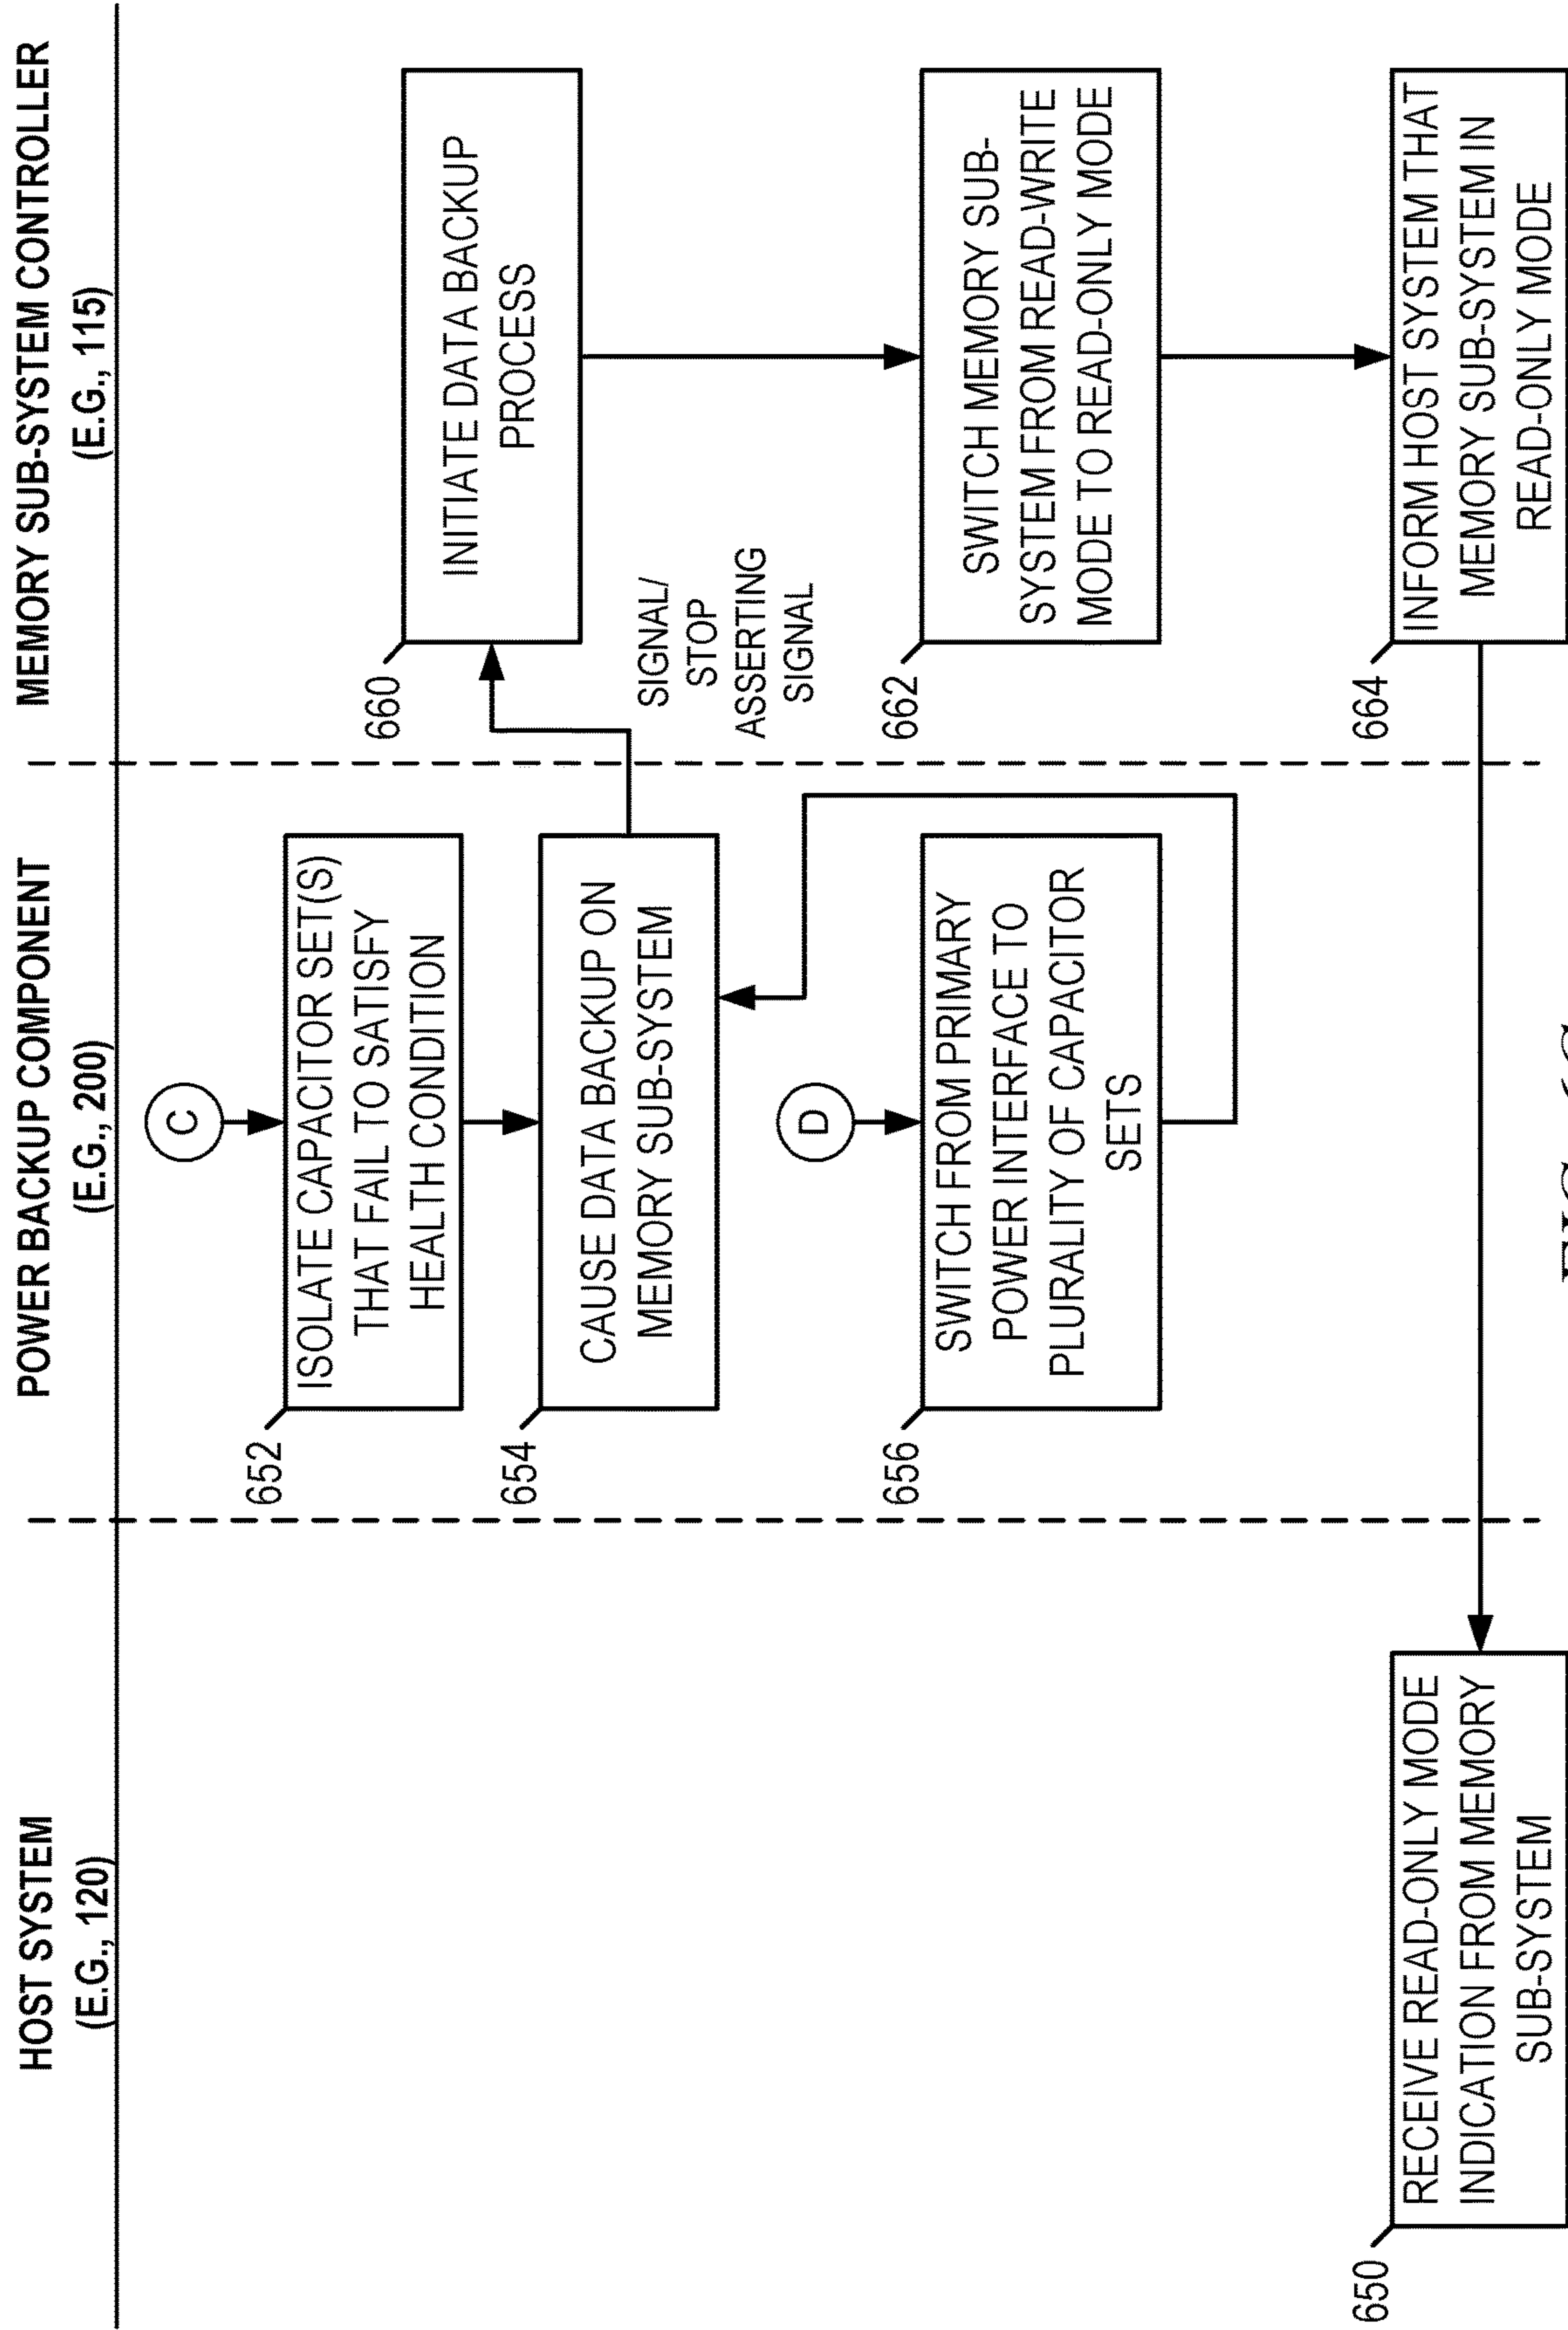 HOST SYSTEM
(E.G., 120)
POWER BACKUP COMPONENT
(E.G., 200)
MEMORY SUB-SYSTEM CONTROLLER
(E.G., 115)
C
652
ISOLATE CAPACITOR SET(S)
THAT FAIL TO SATISFY
HEALTH CONDITION
654
CAUSE DATA BACKUP ON
MEMORY SUB-SYSTEM
D
656
SWITCH FROM PRIMARY
POWER INTERFACE TO
PLURALITY OF CAPACITOR
SETS
660
INITIATE DATA BACKUP
PROCESS
SIGNAL/
STOP
ASSERTING
SIGNAL
662
SWITCH MEMORY SUB-
SYSTEM FROM READ-WRITE
MODE TO READ-ONLY MODE
664
INFORM HOST SYSTEM THAT
MEMORY SUB-SYSTEM IN
READ-ONLY MODE
650
RECEIVE READ-ONLY MODE
INDICATION FROM MEMORY
SUB-SYSTEM